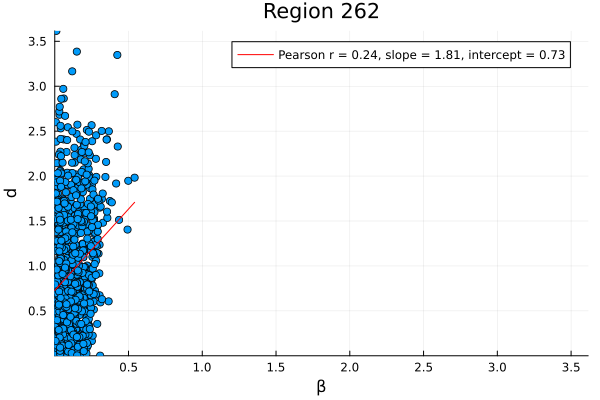 Region 262
Pearson r = 0.24, slope = 1.81, intercept = 0.73
3.5
3.0
2.5
2.0
1.5
1.0
0.5
d
0.5 1.0 1.5 2.0 2.5 3.0 3.5
β